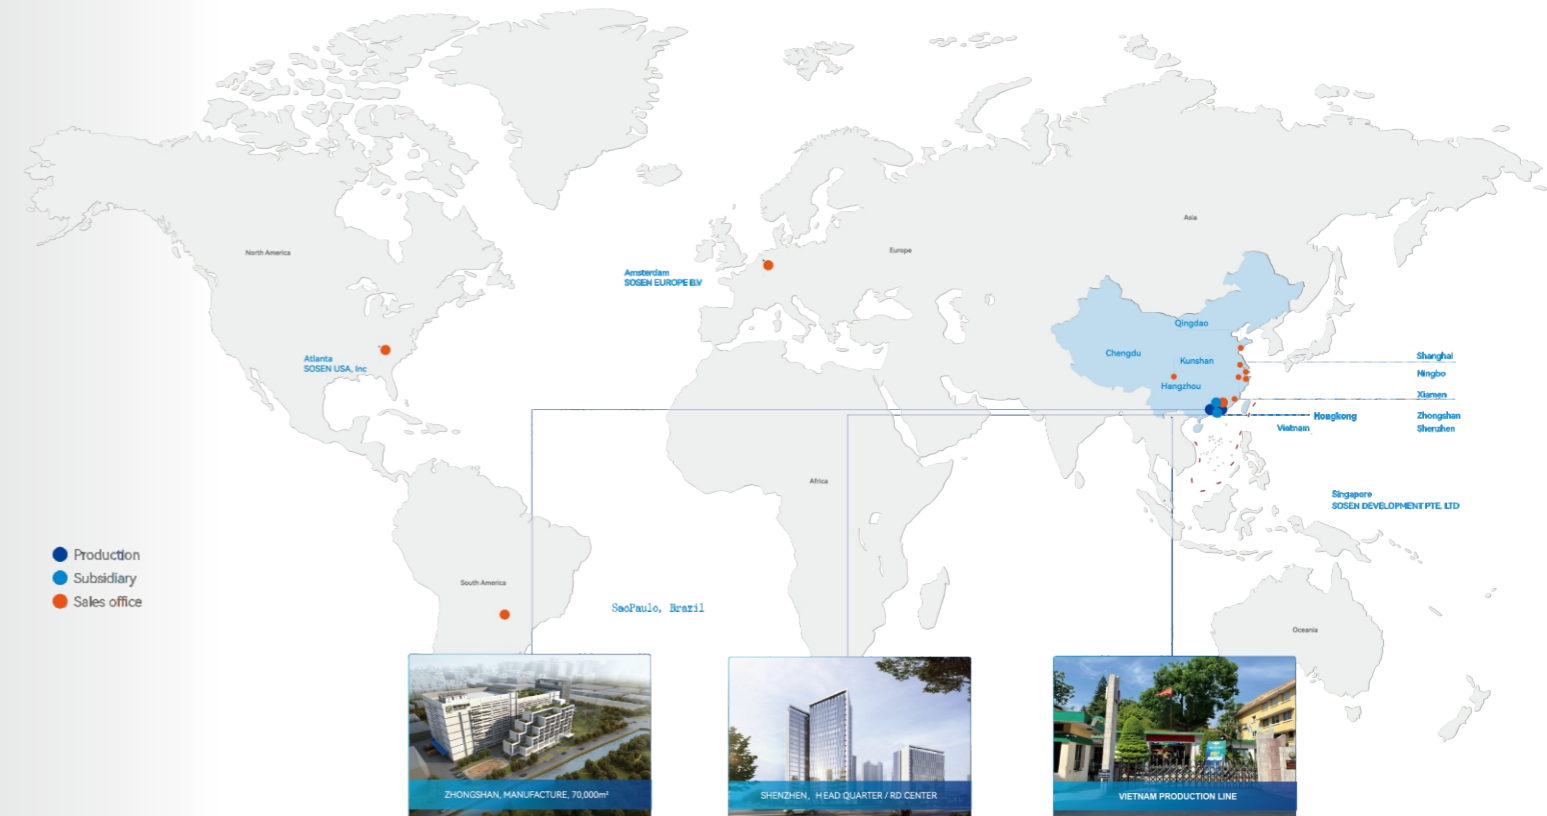 Asia
Europe
North America
Amsterdam
SOSEN EUROPE B.V
Atlanta
SOSEN USA, Inc
Qingdao
Chengdu
Kunshan
Hangzhou
Shanghai
Ningbo
Xiamen
Hongkong
Zhongshan
Vietnam
Shenzhen
Africa
Singapore
SOSEN DEVELOPMENT PTE. LTD
Production
Subsidiary
Sales office
South America
SaoPaulo, Brazil
Oceania
ZHONGSHAN, MANUFACTURE, 70,000m²
SHENZHEN, HEAD QUARTER / RD CENTER
VIETNAM PRODUCTION LINE